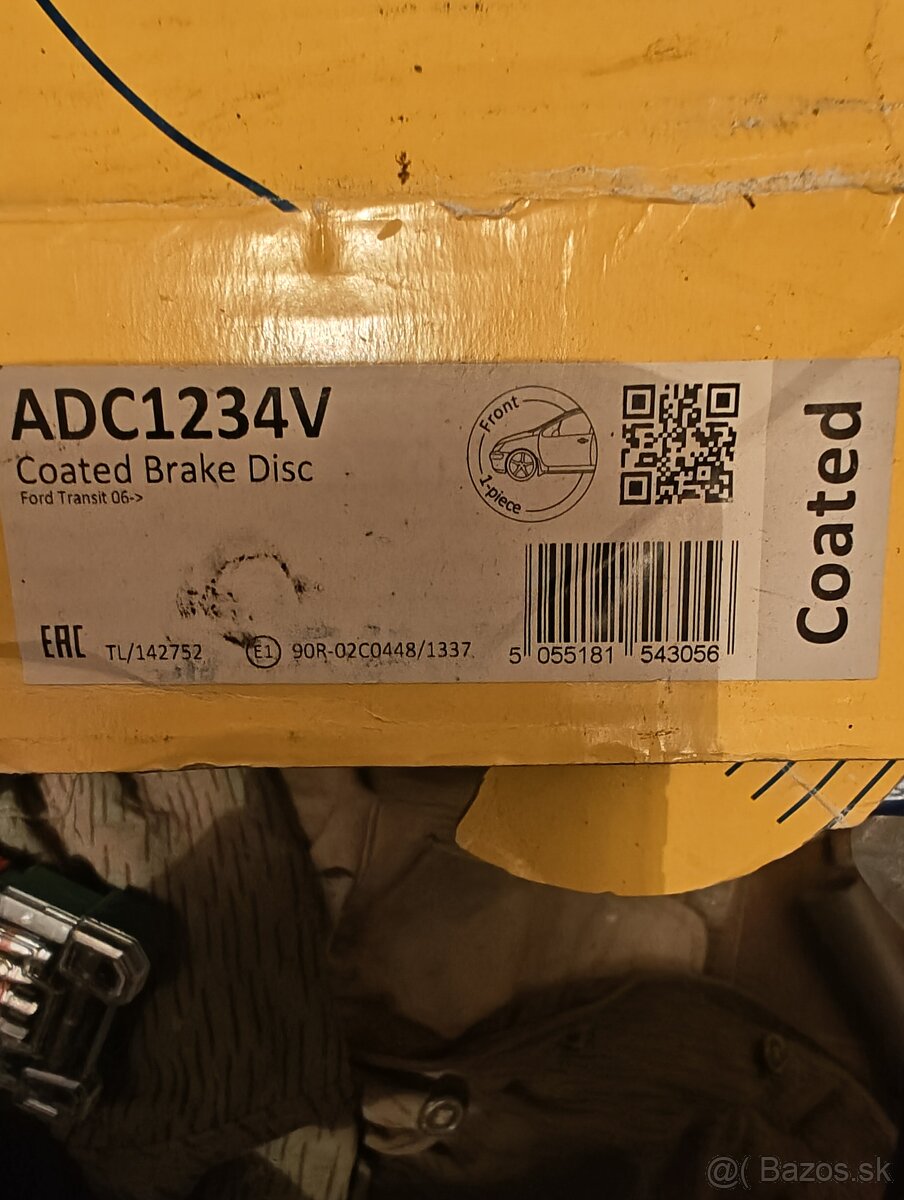 ADC1234V
Coated Brake Disc
Ford Transit 06->
Front
1-piece
Coated
EAC
TL/142752
E1 90R-02C0448/1337
5 055181 543056
@( Bazos.sk